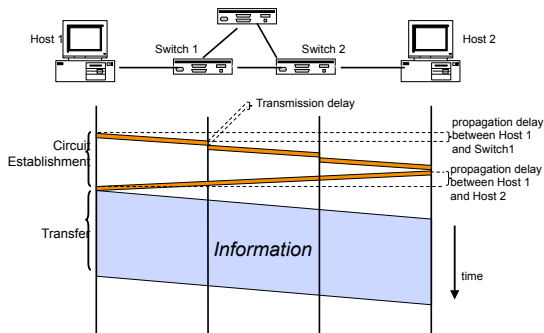 Host 1
Switch 1
Switch 2
Host 2
Transmission delay
propagation delay
between Host 1
and Switch1
Circuit
Establishment
propagation delay
between Host 1
and Host 2
Transfer
Information
time